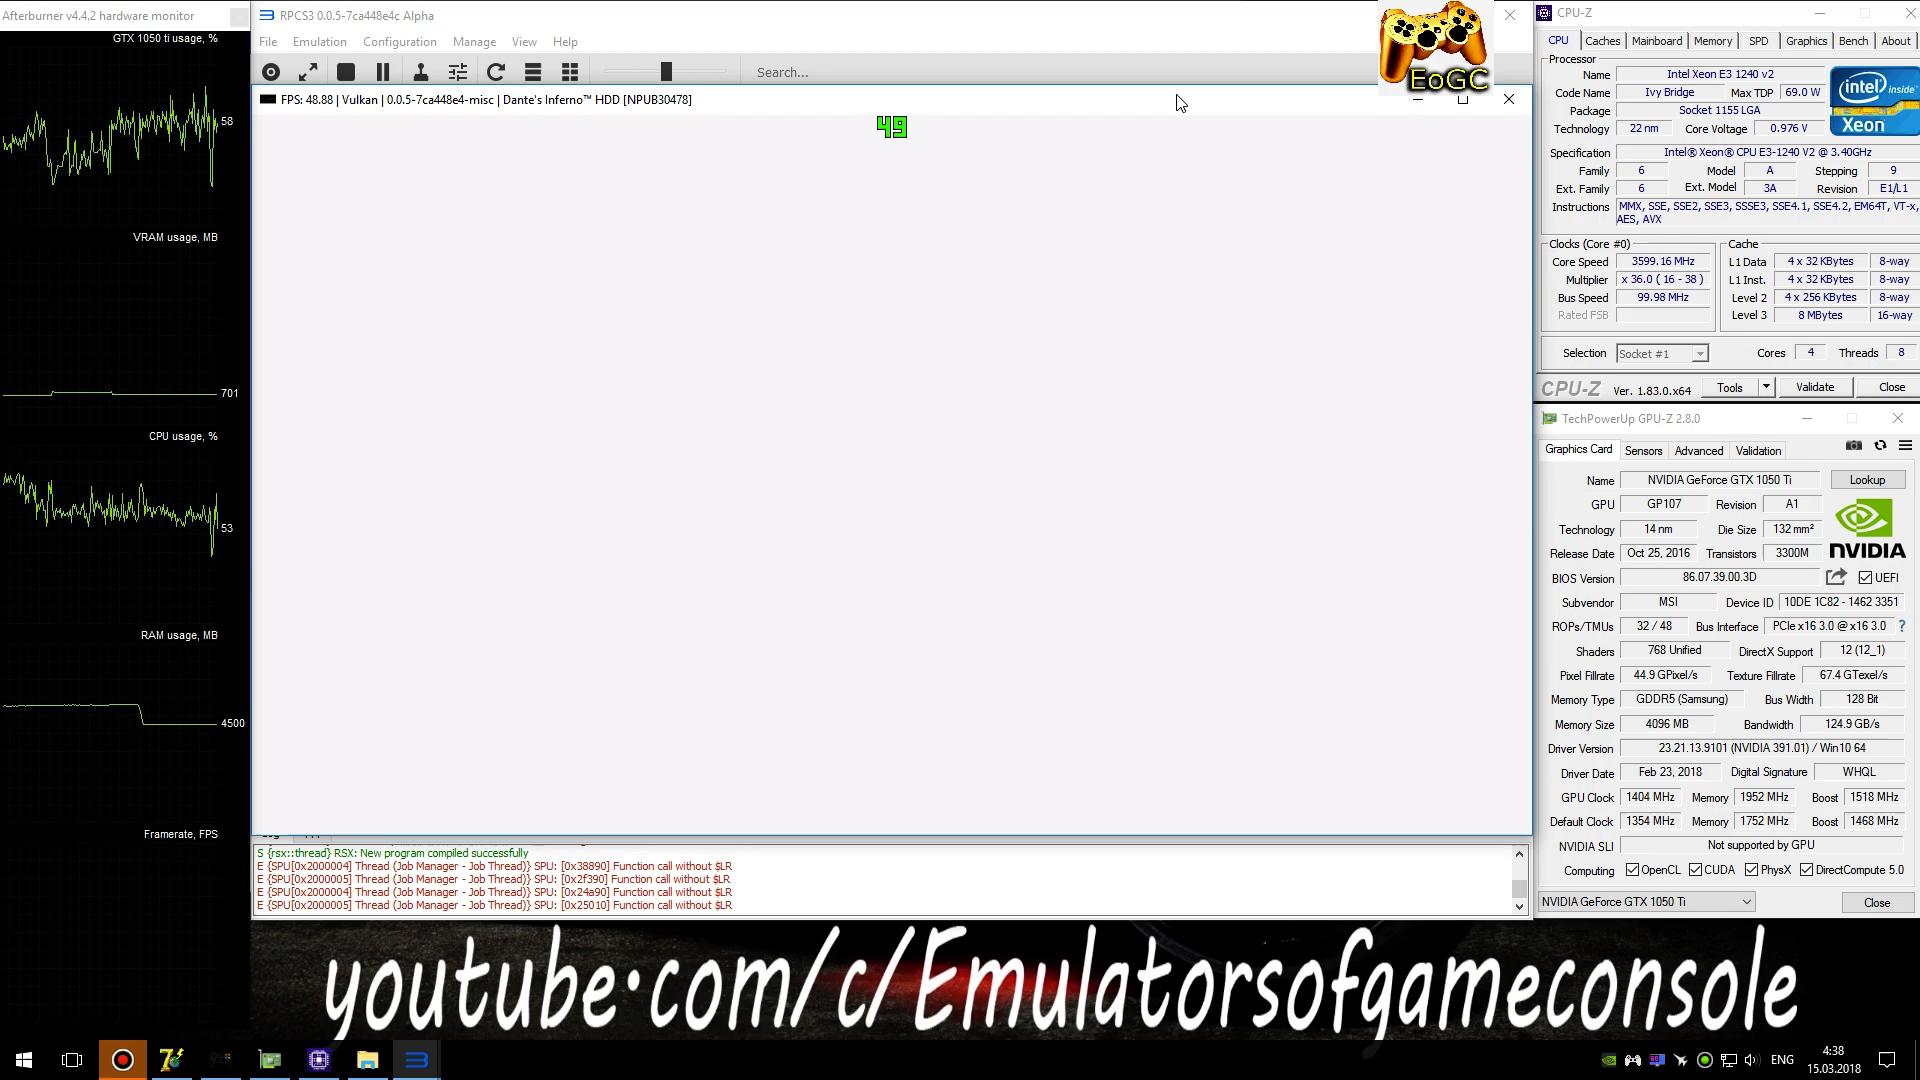 Afterburner v4.4.2 hardware monitor
GTX 1050 ti usage, %
58
VRAM usage, MB
701
CPU usage, %
53
RAM usage, MB
4500
Framerate, FPS
RPCS3 0.0.5-7ca448e4c Alpha
File Emulation Configuration Manage View Help
Search...
EoGC
FPS: 48.88 | Vulkan | 0.0.5-7ca448e4-misc | Dante's Inferno™ HDD [NPUB30478]
49
S {rsx::thread} RSX: New program compiled successfully
E {SPU[0x2000004] Thread (Job Manager - Job Thread)} SPU: [0x38890] Function call without $LR
E {SPU[0x2000005] Thread (Job Manager - Job Thread)} SPU: [0x2f390] Function call without $LR
E {SPU[0x2000004] Thread (Job Manager - Job Thread)} SPU: [0x24a90] Function call without $LR
E {SPU[0x2000005] Thread (Job Manager - Job Thread)} SPU: [0x25010] Function call without $LR
CPU-Z
CPU Caches Mainboard Memory SPD Graphics Bench About
Processor
Name Intel Xeon E3 1240 v2
Code Name Ivy Bridge Max TDP 69.0 W
Package Socket 1155 LGA
Technology 22 nm Core Voltage 0.976 V
intel inside™
Xeon
Specification Intel® Xeon® CPU E3-1240 V2 @ 3.40GHz
Family 6 Model A Stepping 9
Ext. Family 6 Ext. Model 3A Revision E1/L1
Instructions MMX, SSE, SSE2, SSE3, SSSE3, SSE4.1, SSE4.2, EM64T, VT-x,
AES, AVX
Clocks (Core #0) Cache
Core Speed 3599.16 MHz L1 Data 4 x 32 KBytes 8-way
Multiplier x 36.0 ( 16 - 38 ) L1 Inst. 4 x 32 KBytes 8-way
Bus Speed 99.98 MHz Level 2 4 x 256 KBytes 8-way
Rated FSB Level 3 8 MBytes 16-way
Selection Socket #1 Cores 4 Threads 8
CPU-Z Ver. 1.83.0.x64 Tools Validate Close
TechPowerUp GPU-Z 2.8.0
Graphics Card Sensors Advanced Validation
Name NVIDIA GeForce GTX 1050 Ti Lookup
GPU GP107 Revision A1
Technology 14 nm Die Size 132 mm²
Release Date Oct 25, 2016 Transistors 3300M
NVIDIA
BIOS Version 86.07.39.00.3D UEFI
Subvendor MSI Device ID 10DE 1C82 - 1462 3351
ROPs/TMUs 32 / 48 Bus Interface PCIe x16 3.0 @ x16 3.0 ?
Shaders 768 Unified DirectX Support 12 (12_1)
Pixel Fillrate 44.9 GPixel/s Texture Fillrate 67.4 GTexel/s
Memory Type GDDR5 (Samsung) Bus Width 128 Bit
Memory Size 4096 MB Bandwidth 124.9 GB/s
Driver Version 23.21.13.9101 (NVIDIA 391.01) / Win10 64
Driver Date Feb 23, 2018 Digital Signature WHQL
GPU Clock 1404 MHz Memory 1952 MHz Boost 1518 MHz
Default Clock 1354 MHz Memory 1752 MHz Boost 1468 MHz
NVIDIA SLI Not supported by GPU
Computing OpenCL CUDA PhysX DirectCompute 5.0
NVIDIA GeForce GTX 1050 Ti Close
youtube.com/c/Emulatorsofgameconsole
ENG
4:38
15.03.2018